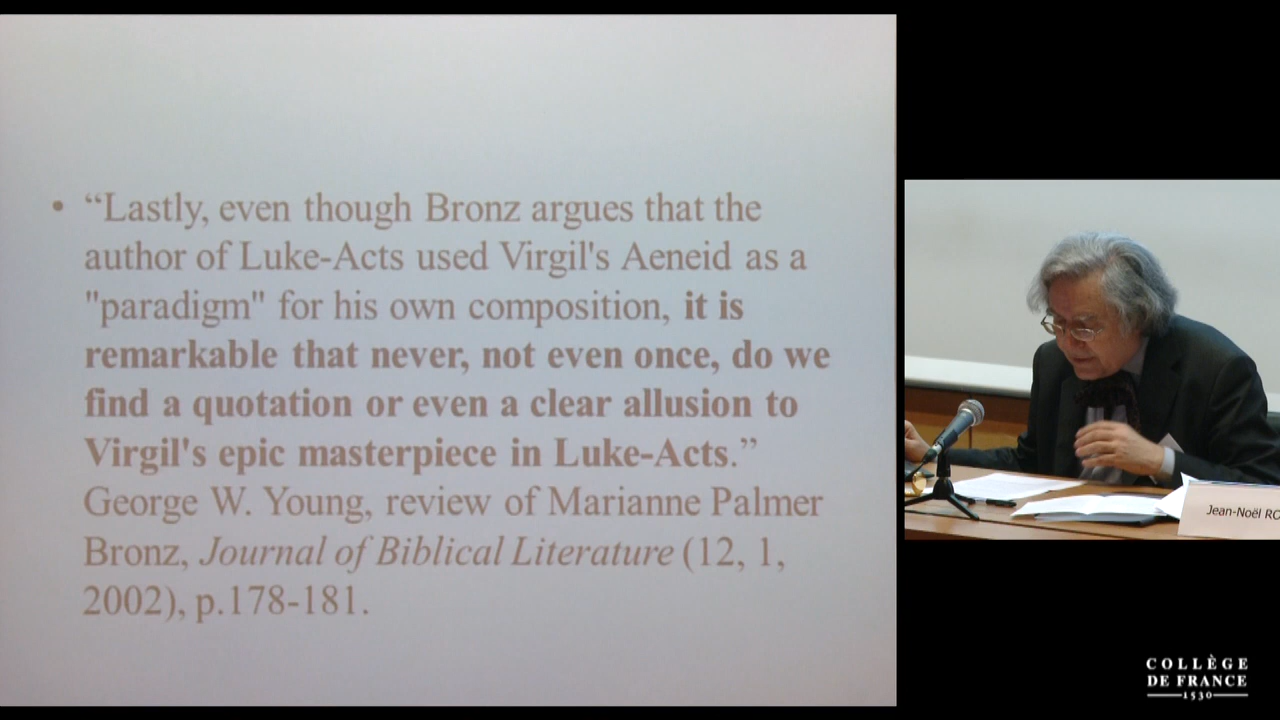 • “Lastly, even though Bronz argues that the
author of Luke-Acts used Virgil's Aeneid as a
"paradigm" for his own composition, it is
remarkable that never, not even once, do we
find a quotation or even a clear allusion to
Virgil's epic masterpiece in Luke-Acts.”
George W. Young, review of Marianne Palmer
Bronz, Journal of Biblical Literature (12, 1,
2002), p.178-181.
Jean-Noël RO
COLLÈGE
DE FRANCE
1530